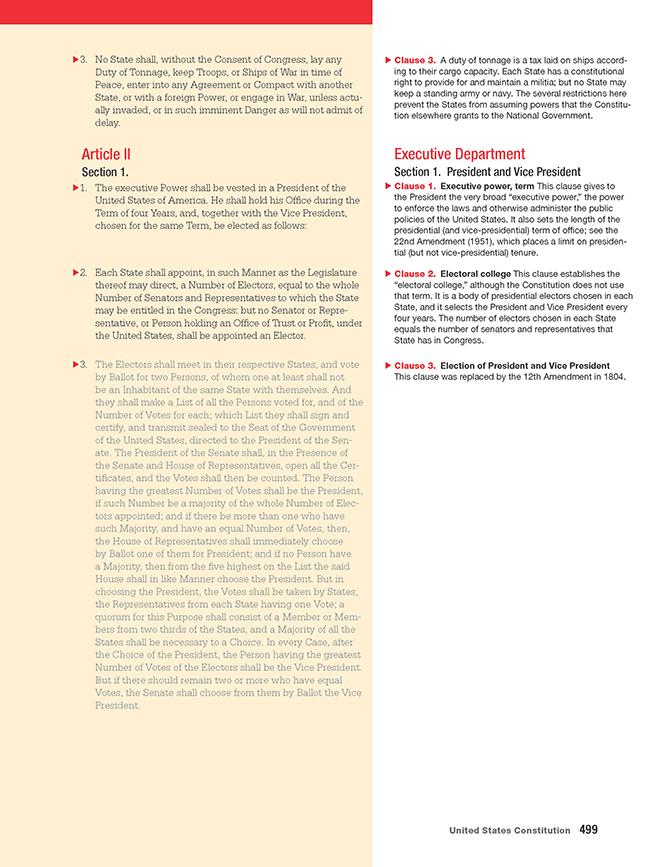 ▶3. No State shall, without the Consent of Congress, lay any
Duty of Tonnage, keep Troops, or Ships of War in time of
Peace, enter into any Agreement or Compact with another
State, or with a foreign Power, or engage in War, unless actu-
ally invaded, or in such imminent Danger as will not admit of
delay.
Article II
Section 1.
▶1. The executive Power shall be vested in a President of the
United States of America. He shall hold his Office during the
Term of four Years, and, together with the Vice President,
chosen for the same Term, be elected as follows:
▶2. Each State shall appoint, in such Manner as the Legislature
thereof may direct, a Number of Electors, equal to the whole
Number of Senators and Representatives to which the State
may be entitled in the Congress: but no Senator or Repre-
sentative, or Person holding an Office of Trust or Profit, under
the United States, shall be appointed an Elector.
▶3. The Electors shall meet in their respective States, and vote
by Ballot for two Persons, of whom one at least shall not
be an Inhabitant of the same State with themselves. And
they shall make a List of all the Persons voted for, and of the
Number of Votes for each; which List they shall sign and
certify, and transmit sealed to the Seat of the Government
of the United States, directed to the President of the Sen-
ate. The President of the Senate shall, in the Presence of
the Senate and House of Representatives, open all the Cer-
tificates, and the Votes shall then be counted. The Person
having the greatest Number of Votes shall be the President,
if such Number be a majority of the whole Number of Elec-
tors appointed; and if there be more than one who have
such Majority, and have an equal Number of Votes, then,
the House of Representatives shall immediately choose
by Ballot one of them for President; and if no Person have
a Majority, then from the five highest on the List the said
House shall in like Manner choose the President. But in
choosing the President, the Votes shall be taken by States,
the Representatives from each State having one Vote; a
quorum for this Purpose shall consist of a Member or Mem-
bers from two thirds of the States, and a Majority of all the
States shall be necessary to a Choice. In every Case, after
the Choice of the President, the Person having the greatest
Number of Votes of the Electors shall be the Vice President.
But if there should remain two or more who have equal
Votes, the Senate shall choose from them by Ballot the Vice
President.
▶ Clause 3. A duty of tonnage is a tax laid on ships accord-
ing to their cargo capacity. Each State has a constitutional
right to provide for and maintain a militia; but no State may
keep a standing army or navy. The several restrictions here
prevent the States from assuming powers that the Constitu-
tion elsewhere grants to the National Government.
Executive Department
Section 1. President and Vice President
▶ Clause 1. Executive power, term This clause gives to
the President the very broad “executive power,” the power
to enforce the laws and otherwise administer the public
policies of the United States. It also sets the length of the
presidential (and vice-presidential) term of office; see the
22nd Amendment (1951), which places a limit on presiden-
tial (but not vice-presidential) tenure.
▶ Clause 2. Electoral college This clause establishes the
“electoral college,” although the Constitution does not use
that term. It is a body of presidential electors chosen in each
State, and it selects the President and Vice President every
four years. The number of electors chosen in each State
equals the number of senators and representatives that
State has in Congress.
▶ Clause 3. Election of President and Vice President
This clause was replaced by the 12th Amendment in 1804.
United States Constitution 499